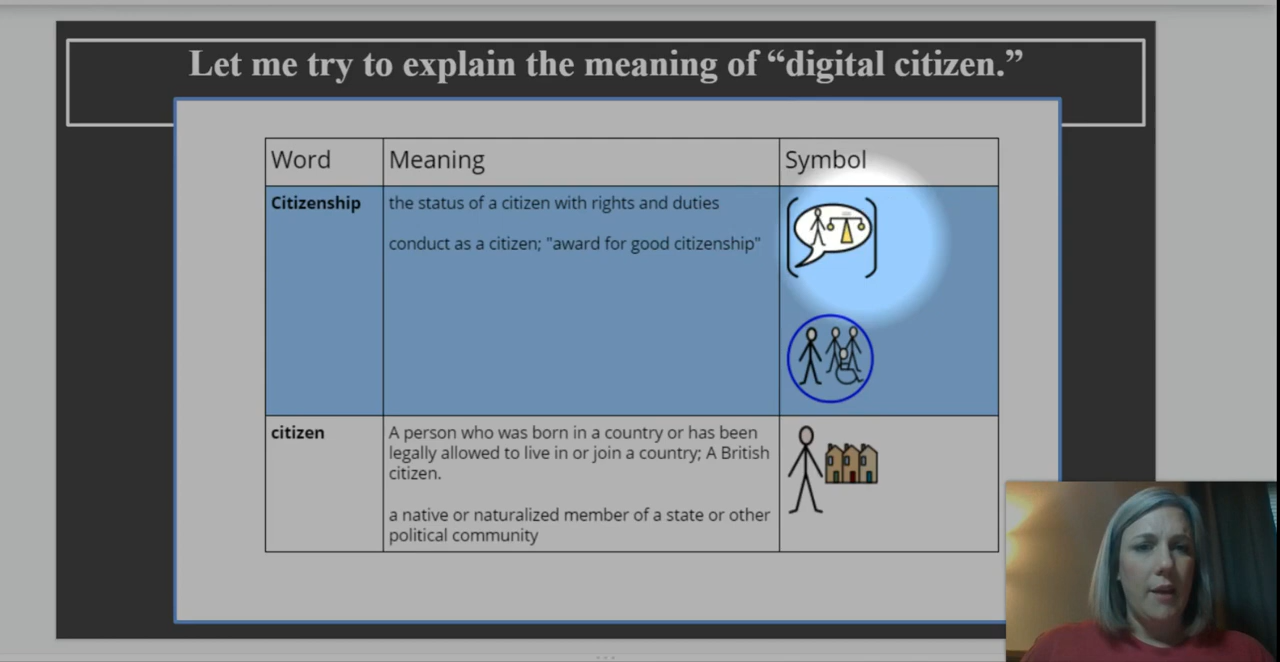 Let me try to explain the meaning of “digital citizen.”
Word
Meaning
Symbol
Citizenship
the status of a citizen with rights and duties
conduct as a citizen; "award for good citizenship"
citizen
A person who was born in a country or has been
legally allowed to live in or join a country; A British
citizen.
a native or naturalized member of a state or other
political community